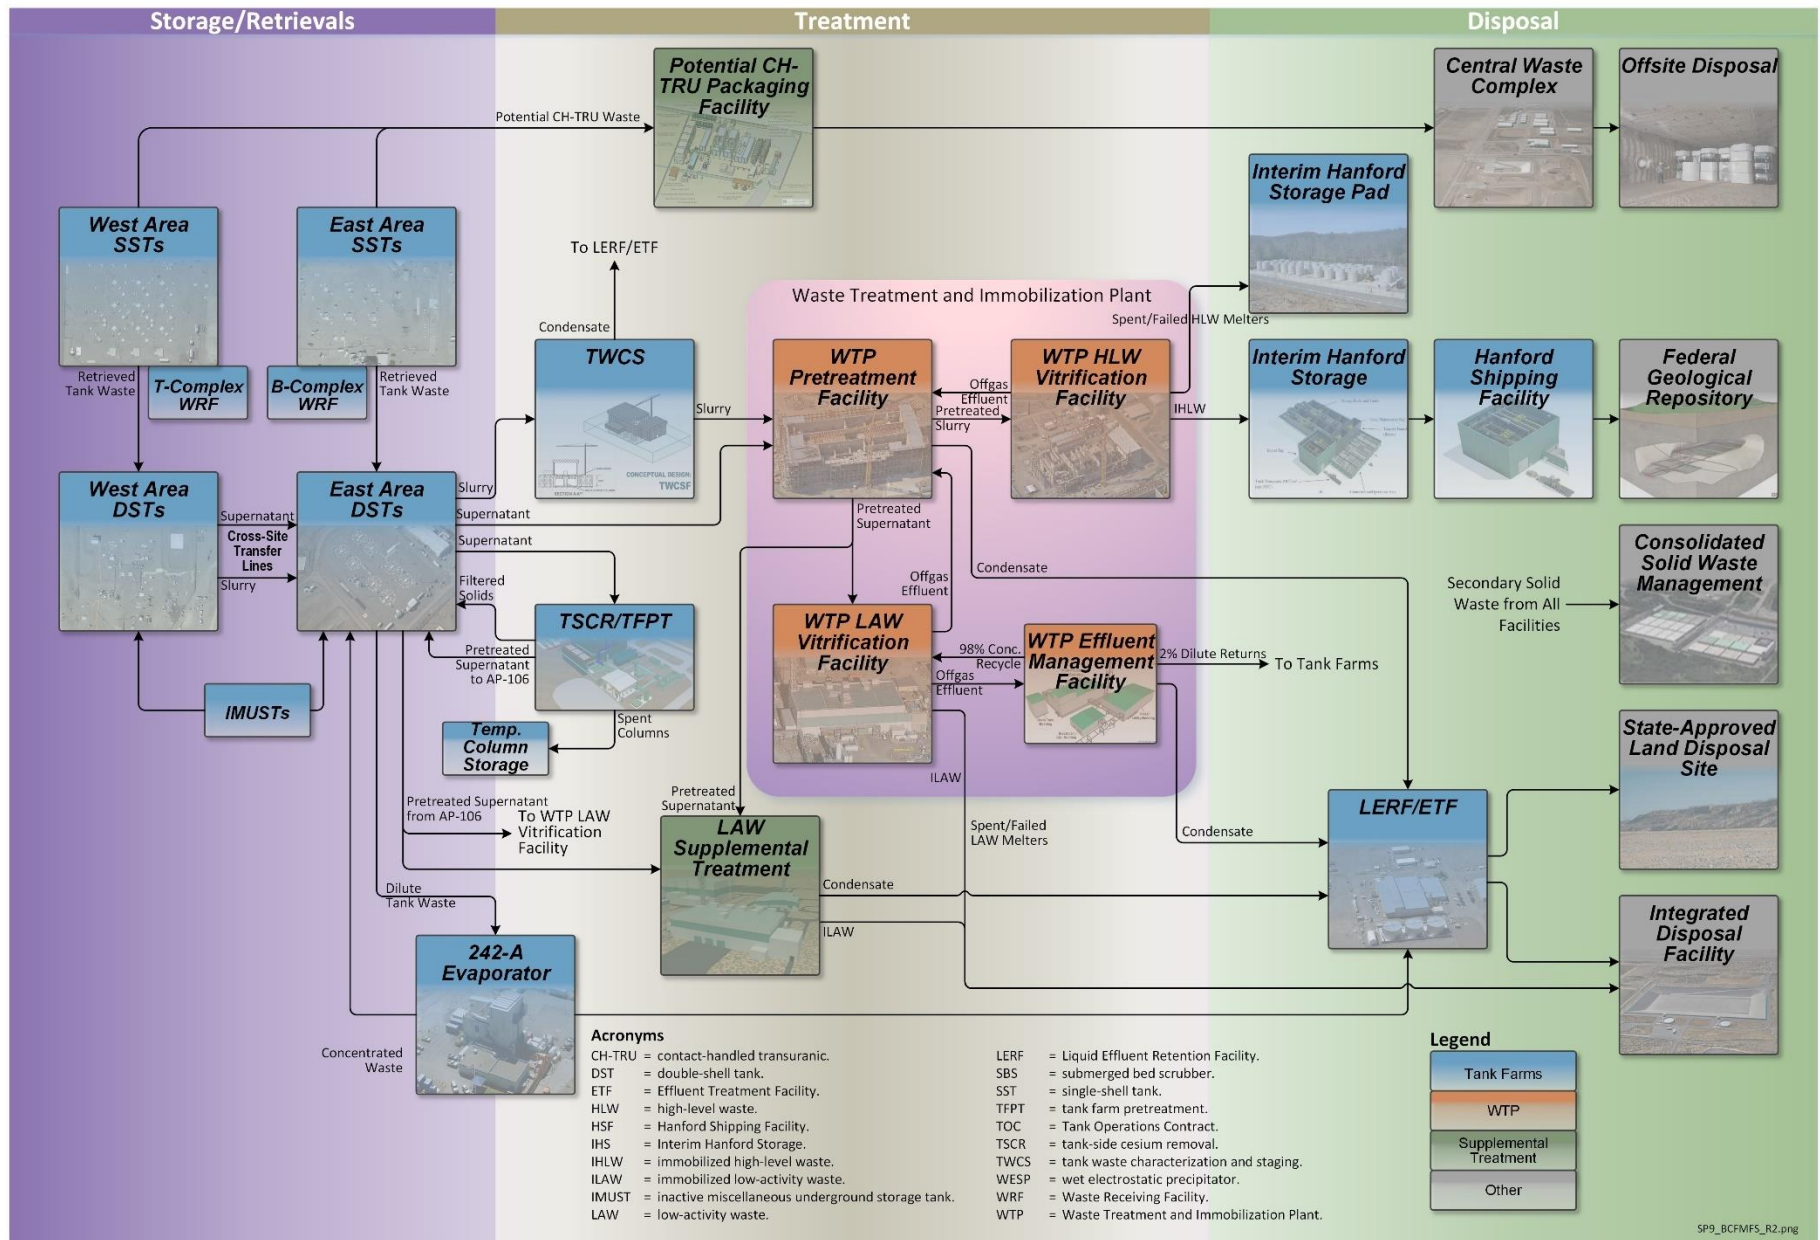 Storage/Retrievals
Treatment
Disposal
Potential CH-
TRU Packaging
Facility
Central Waste
Complex
Offsite Disposal
Potential CH-TRU Waste
Interim Hanford
Storage Pad
West Area
SSTs
East Area
SSTs
To LERF/ETF
Waste Treatment and Immobilization Plant
Condensate
Spent/Failed HLW Melters
TWCS
WTP
Pretreatment
Facility
WTP HLW
Vitrification
Facility
Interim Hanford
Storage
Hanford
Shipping
Facility
Federal
Geological
Repository
Retrieved
Tank Waste
T-Complex
WRF
B-Complex
WRF
Retrieved
Tank Waste
Offgas
Effluent
Pretreated
Slurry
Slurry
IHLW
CONCEPTUAL DESIGN:
TWCSF
West Area
DSTs
East Area
DSTs
Slurry
Supernatant
Supernatant
Supernatant
Cross-Site
Transfer
Lines
Slurry
Pretreated
Supernatant
Consolidated
Solid Waste
Management
Filtered
Solids
Offgas
Effluent
Condensate
Secondary Solid
Waste from All
Facilities
TSCR/TFPT
WTP LAW
Vitrification
Facility
WTP Effluent
Management
Facility
98% Conc.
Recycle
Offgas
Effluent
2% Dilute Returns
To Tank Farms
Pretreated
Supernatant
to AP-106
IMUSTs
Spent
Columns
Temp.
Column
Storage
State-Approved
Land Disposal
Site
ILAW
Pretreated
Supernatant
Pretreated Supernatant
from AP-106
To WTP LAW
Vitrification
Facility
LAW
Supplemental
Treatment
Spent/Failed
LAW Melters
Condensate
LERF/ETF
Dilute
Tank Waste
Condensate
ILAW
Integrated
Disposal
Facility
242-A
Evaporator
Concentrated
Waste
Acronyms
CH-TRU = contact-handled transuranic.
DST = double-shell tank.
ETF = Effluent Treatment Facility.
HLW = high-level waste.
HSF = Hanford Shipping Facility.
IHS = Interim Hanford Storage.
IHLW = immobilized high-level waste.
ILAW = immobilized low-activity waste.
IMUST = inactive miscellaneous underground storage tank.
LAW = low-activity waste.
LERF = Liquid Effluent Retention Facility.
SBS = submerged bed scrubber.
SST = single-shell tank.
TFPT = tank farm pretreatment.
TOC = Tank Operations Contract.
TSCR = tank-side cesium removal.
TWCS = tank waste characterization and staging.
WESP = wet electrostatic precipitator.
WRF = Waste Receiving Facility.
WTP = Waste Treatment and Immobilization Plant.
Legend
Tank Farms
WTP
Supplemental
Treatment
Other
SP9_BCFMFS_R2.png